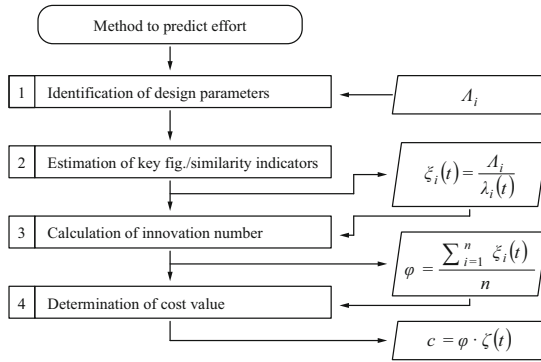 Method to predict effort
1 Identification of design parameters
Λi
2 Estimation of key fig./similarity indicators
ξi(t) = Λi / λi(t)
3 Calculation of innovation number
φ = ∑ⁿi=1 ξi(t) / n
4 Determination of cost value
c = φ · ζ(t)